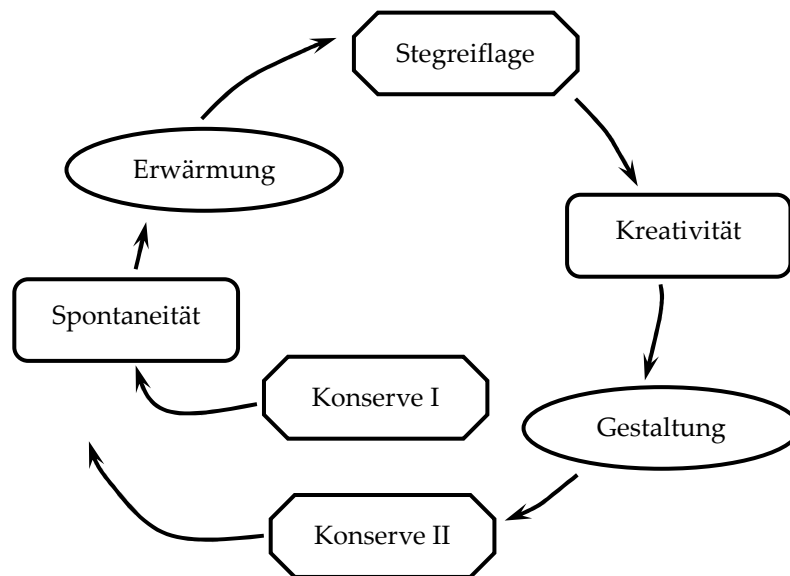 Stegreiflage
Erwärmung
Kreativität
Spontaneität
Konserve I
Gestaltung
Konserve II